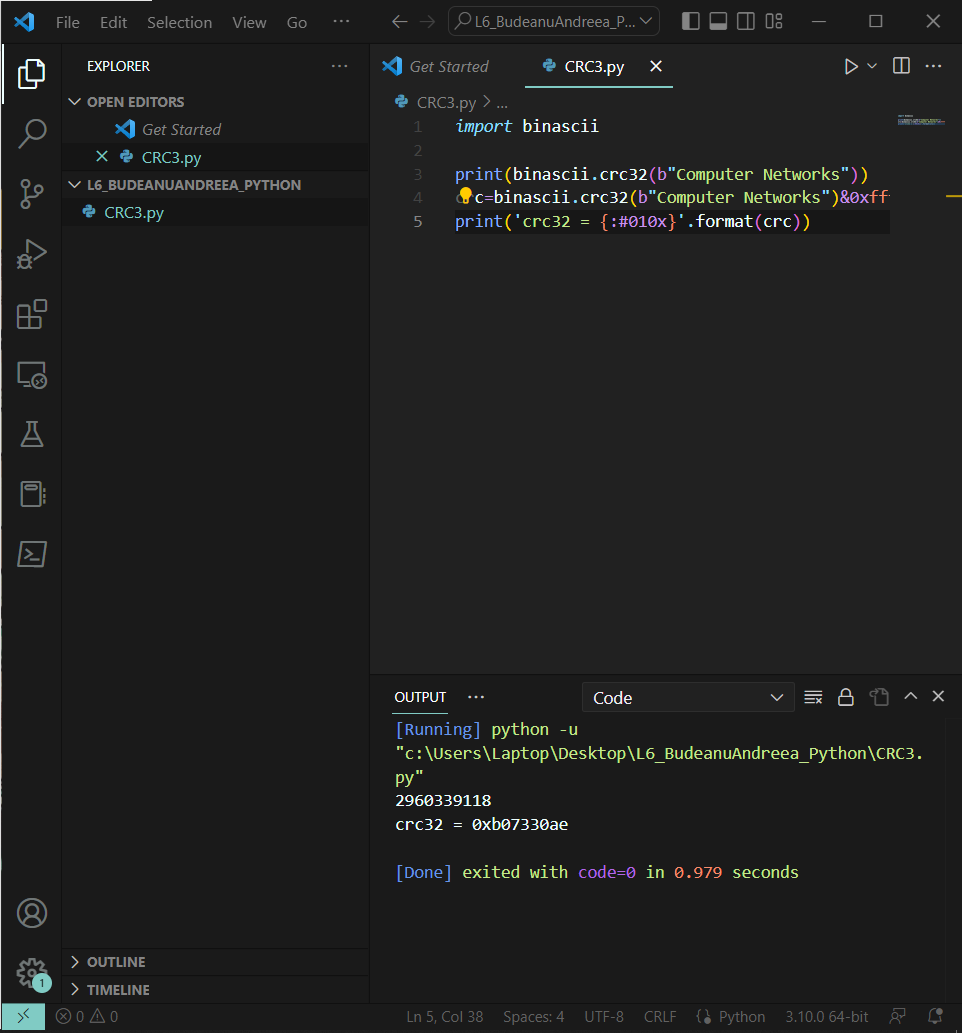 File Edit Selection View Go ...
L6_BudeanuAndreea_P...
EXPLORER
OPEN EDITORS
Get Started
CRC3.py
L6_BUDEANUANDREEA_PYTHON
CRC3.py
OUTLINE
TIMELINE
Get Started CRC3.py
CRC3.py > ...
1 import binascii
2
3 print(binascii.crc32(b"Computer Networks"))
4 c=binascii.crc32(b"Computer Networks")&0xff
5 print('crc32 = {:#010x}'.format(crc))
OUTPUT ... Code
[Running] python -u
"c:\Users\Laptop\Desktop\L6_BudeanuAndreea_Python\CRC3.
py"
2960339118
crc32 = 0xb07330ae
[Done] exited with code=0 in 0.979 seconds
1
0 0 Ln 5, Col 38 Spaces: 4 UTF-8 CRLF Python 3.10.0 64-bit